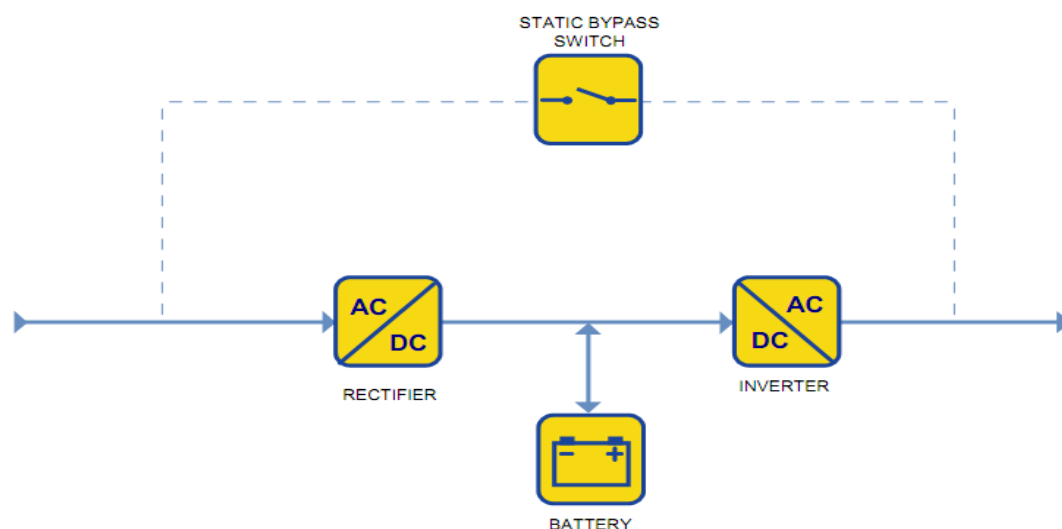 STATIC BYPASS
SWITCH
AC
DC
RECTIFIER
AC
DC
INVERTER
- +
BATTERY